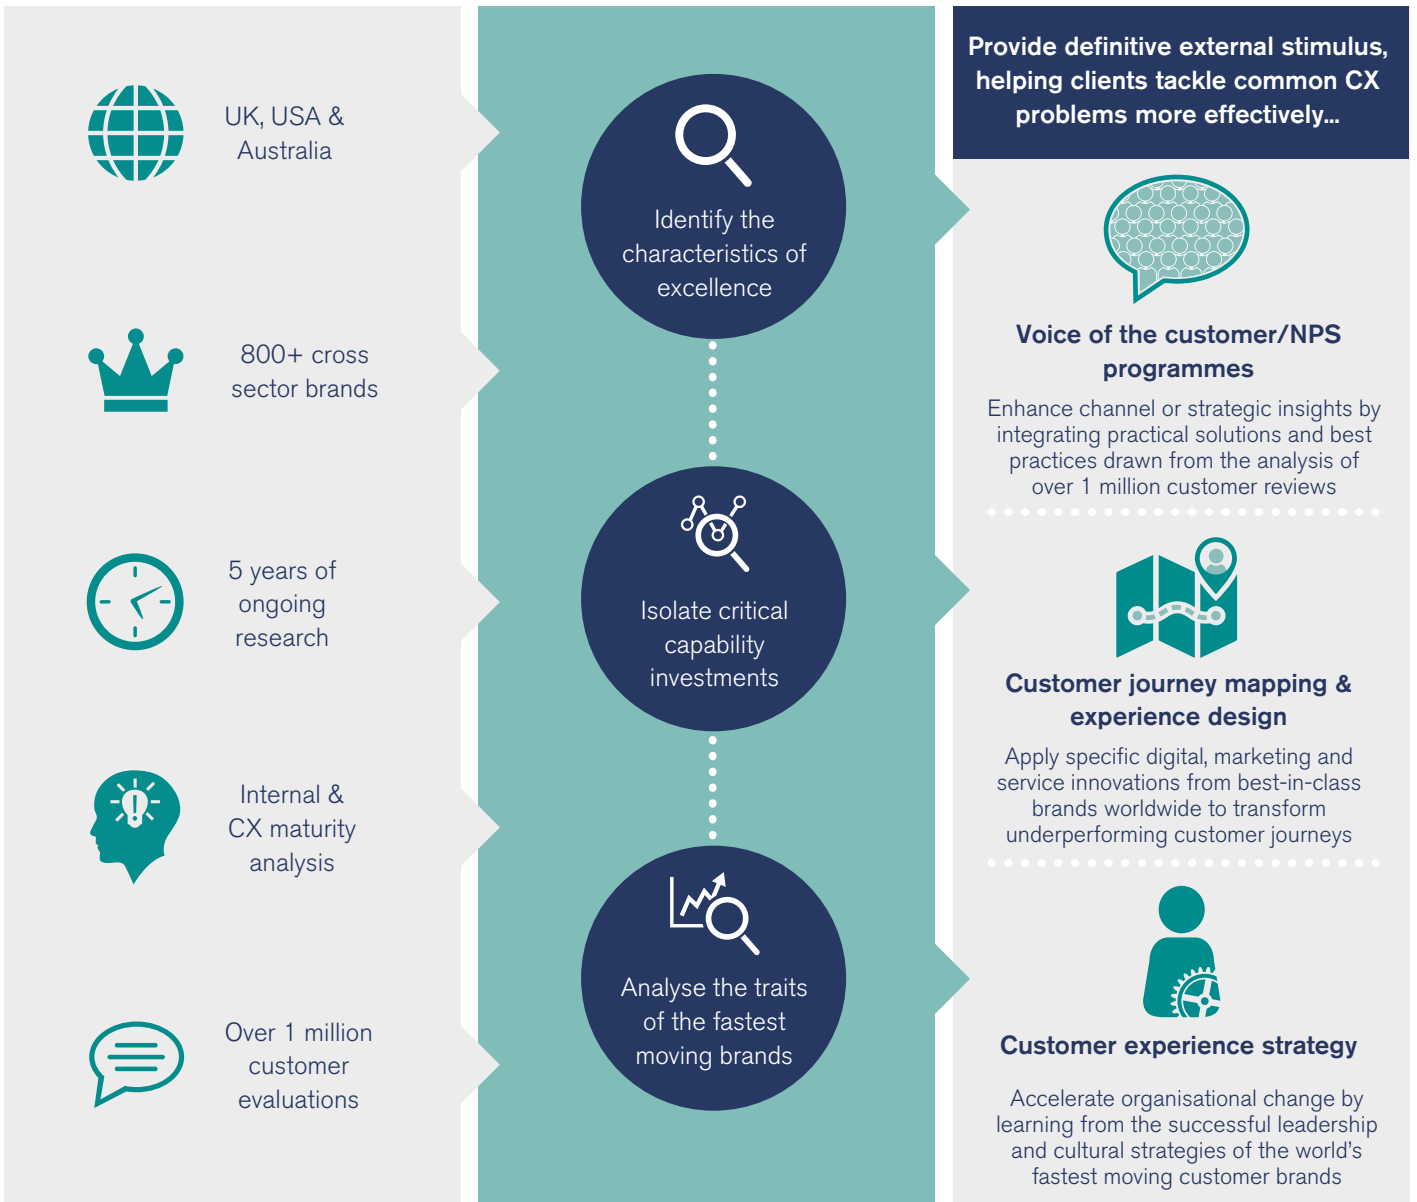 UK, USA &
Australia
800+ cross
sector brands
5 years of
ongoing
research
Internal &
CX maturity
analysis
Over 1 million
customer
evaluations
Identify the
characteristics of
excellence
Isolate critical
capability
investments
Analyse the traits
of the fastest
moving brands
Provide definitive external stimulus,
helping clients tackle common CX
problems more effectively...
Voice of the customer/NPS
programmes
Enhance channel or strategic insights by
integrating practical solutions and best
practices drawn from the analysis of
over 1 million customer reviews
Customer journey mapping &
experience design
Apply specific digital, marketing and
service innovations from best-in-class
brands worldwide to transform
underperforming customer journeys
Customer experience strategy
Accelerate organisational change by
learning from the successful leadership
and cultural strategies of the world's
fastest moving customer brands